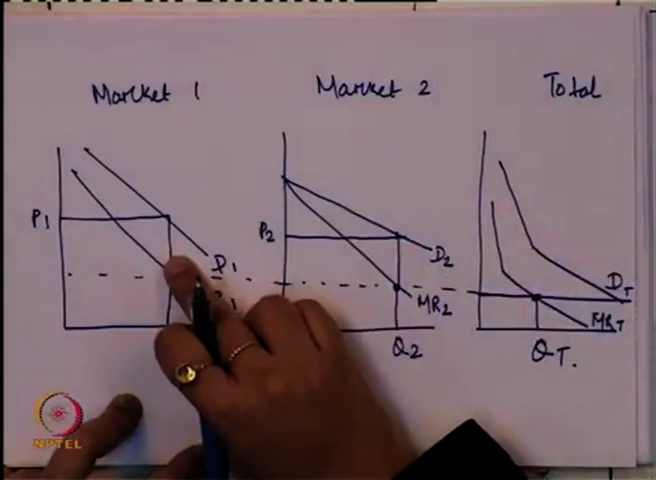 Market 1
Market 2
Total
P1
D1
P2
D2
MR2
Q2
DT
MRT
QT.
NPTEL